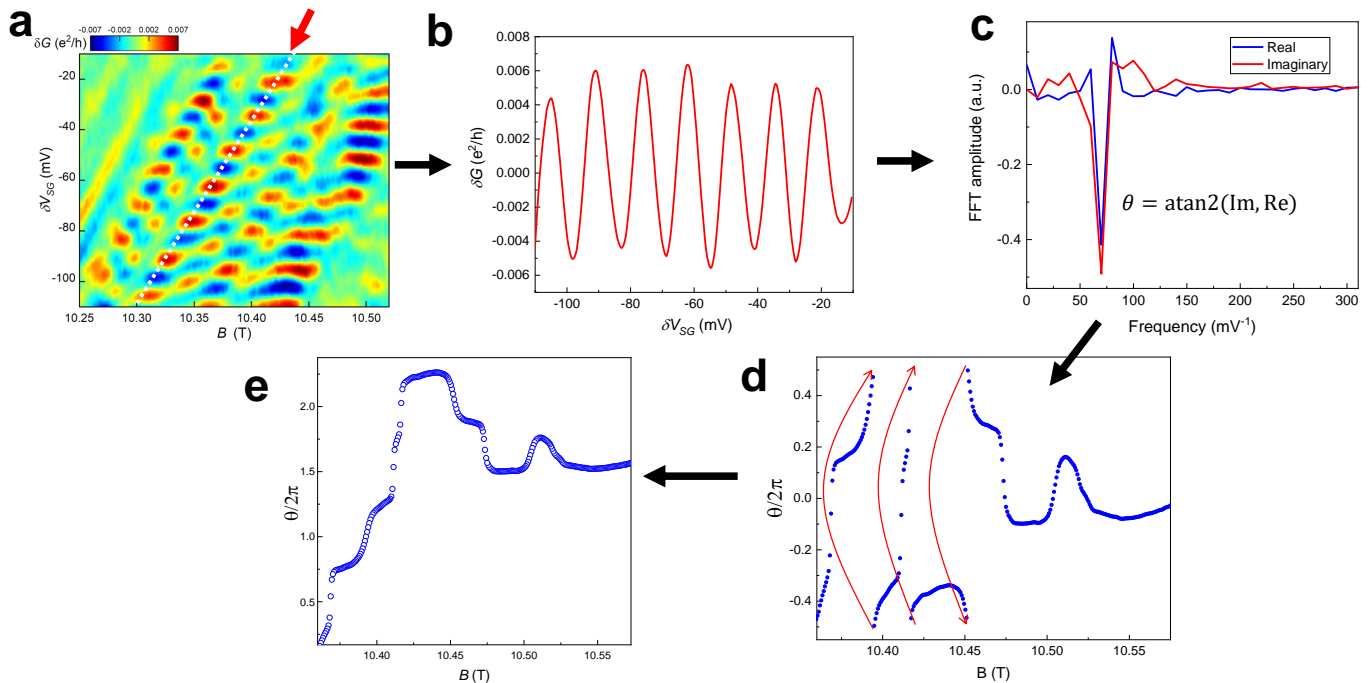 a
-0.007 -0.002 0.002 0.007
δG (e²/h)
-20
-40
-60
-80
-100
δV_SG (mV)
10.25 10.30 10.35 10.40 10.45 10.50
B (T)
b
0.008
0.006
0.004
0.002
0.000
-0.002
-0.004
-0.006
δG (e²/h)
-100 -80 -60 -40 -20
δV_SG (mV)
c
Real
Imaginary
0.0
-0.2
-0.4
FFT amplitude (a.u.)
θ = atan2(Im, Re)
0 50 100 150 200 250 300
Frequency (mV⁻¹)
e
2.0
1.5
1.0
0.5
θ/2π
10.40 10.45 10.50 10.55
B (T)
d
0.4
0.2
0.0
-0.2
-0.4
θ/2π
10.40 10.45 10.50 10.55
B (T)